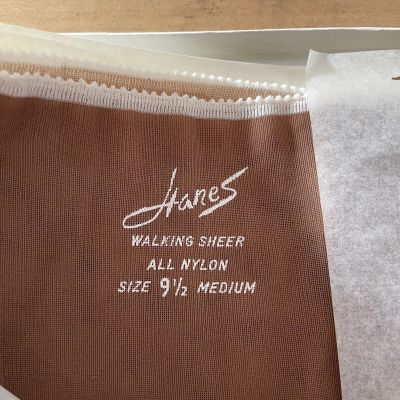 Hanes
WALKING SHEER
ALL NYLON
SIZE 9½ MEDIUM